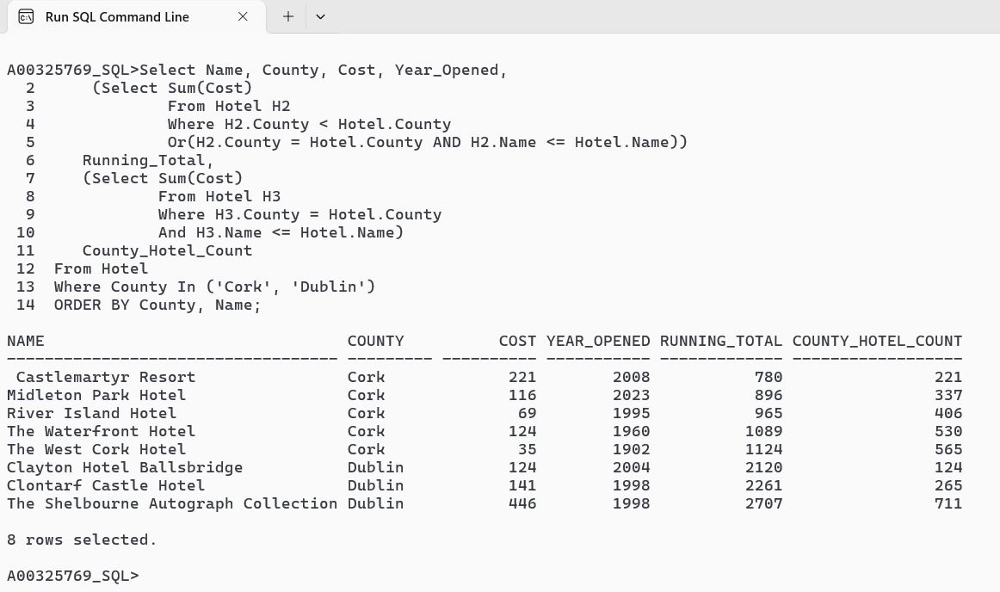 Run SQL Command Line
A00325769_SQL>Select Name, County, Cost, Year_Opened,
  2      (Select Sum(Cost)
  3              From Hotel H2
  4              Where H2.County < Hotel.County
  5              Or(H2.County = Hotel.County AND H2.Name <= Hotel.Name))
  6     Running_Total,
  7     (Select Sum(Cost)
  8             From Hotel H3
  9             Where H3.County = Hotel.County
 10             And H3.Name <= Hotel.Name)
 11     County_Hotel_Count
 12  From Hotel
 13  Where County In ('Cork', 'Dublin')
 14  ORDER BY County, Name;
NAME                                COUNTY          COST YEAR_OPENED RUNNING_TOTAL COUNTY_HOTEL_COUNT
----------------------------------- --------- ---------- ----------- ------------- ------------------
 Castlemartyr Resort                Cork             221        2008           780                221
Midleton Park Hotel                 Cork             116        2023           896                337
River Island Hotel                  Cork              69        1995           965                406
The Waterfront Hotel                Cork             124        1960          1089                530
The West Cork Hotel                 Cork              35        1902          1124                565
Clayton Hotel Ballsbridge           Dublin           124        2004          2120                124
Clontarf Castle Hotel               Dublin           141        1998          2261                265
The Shelbourne Autograph Collection Dublin           446        1998          2707                711
8 rows selected.
A00325769_SQL>